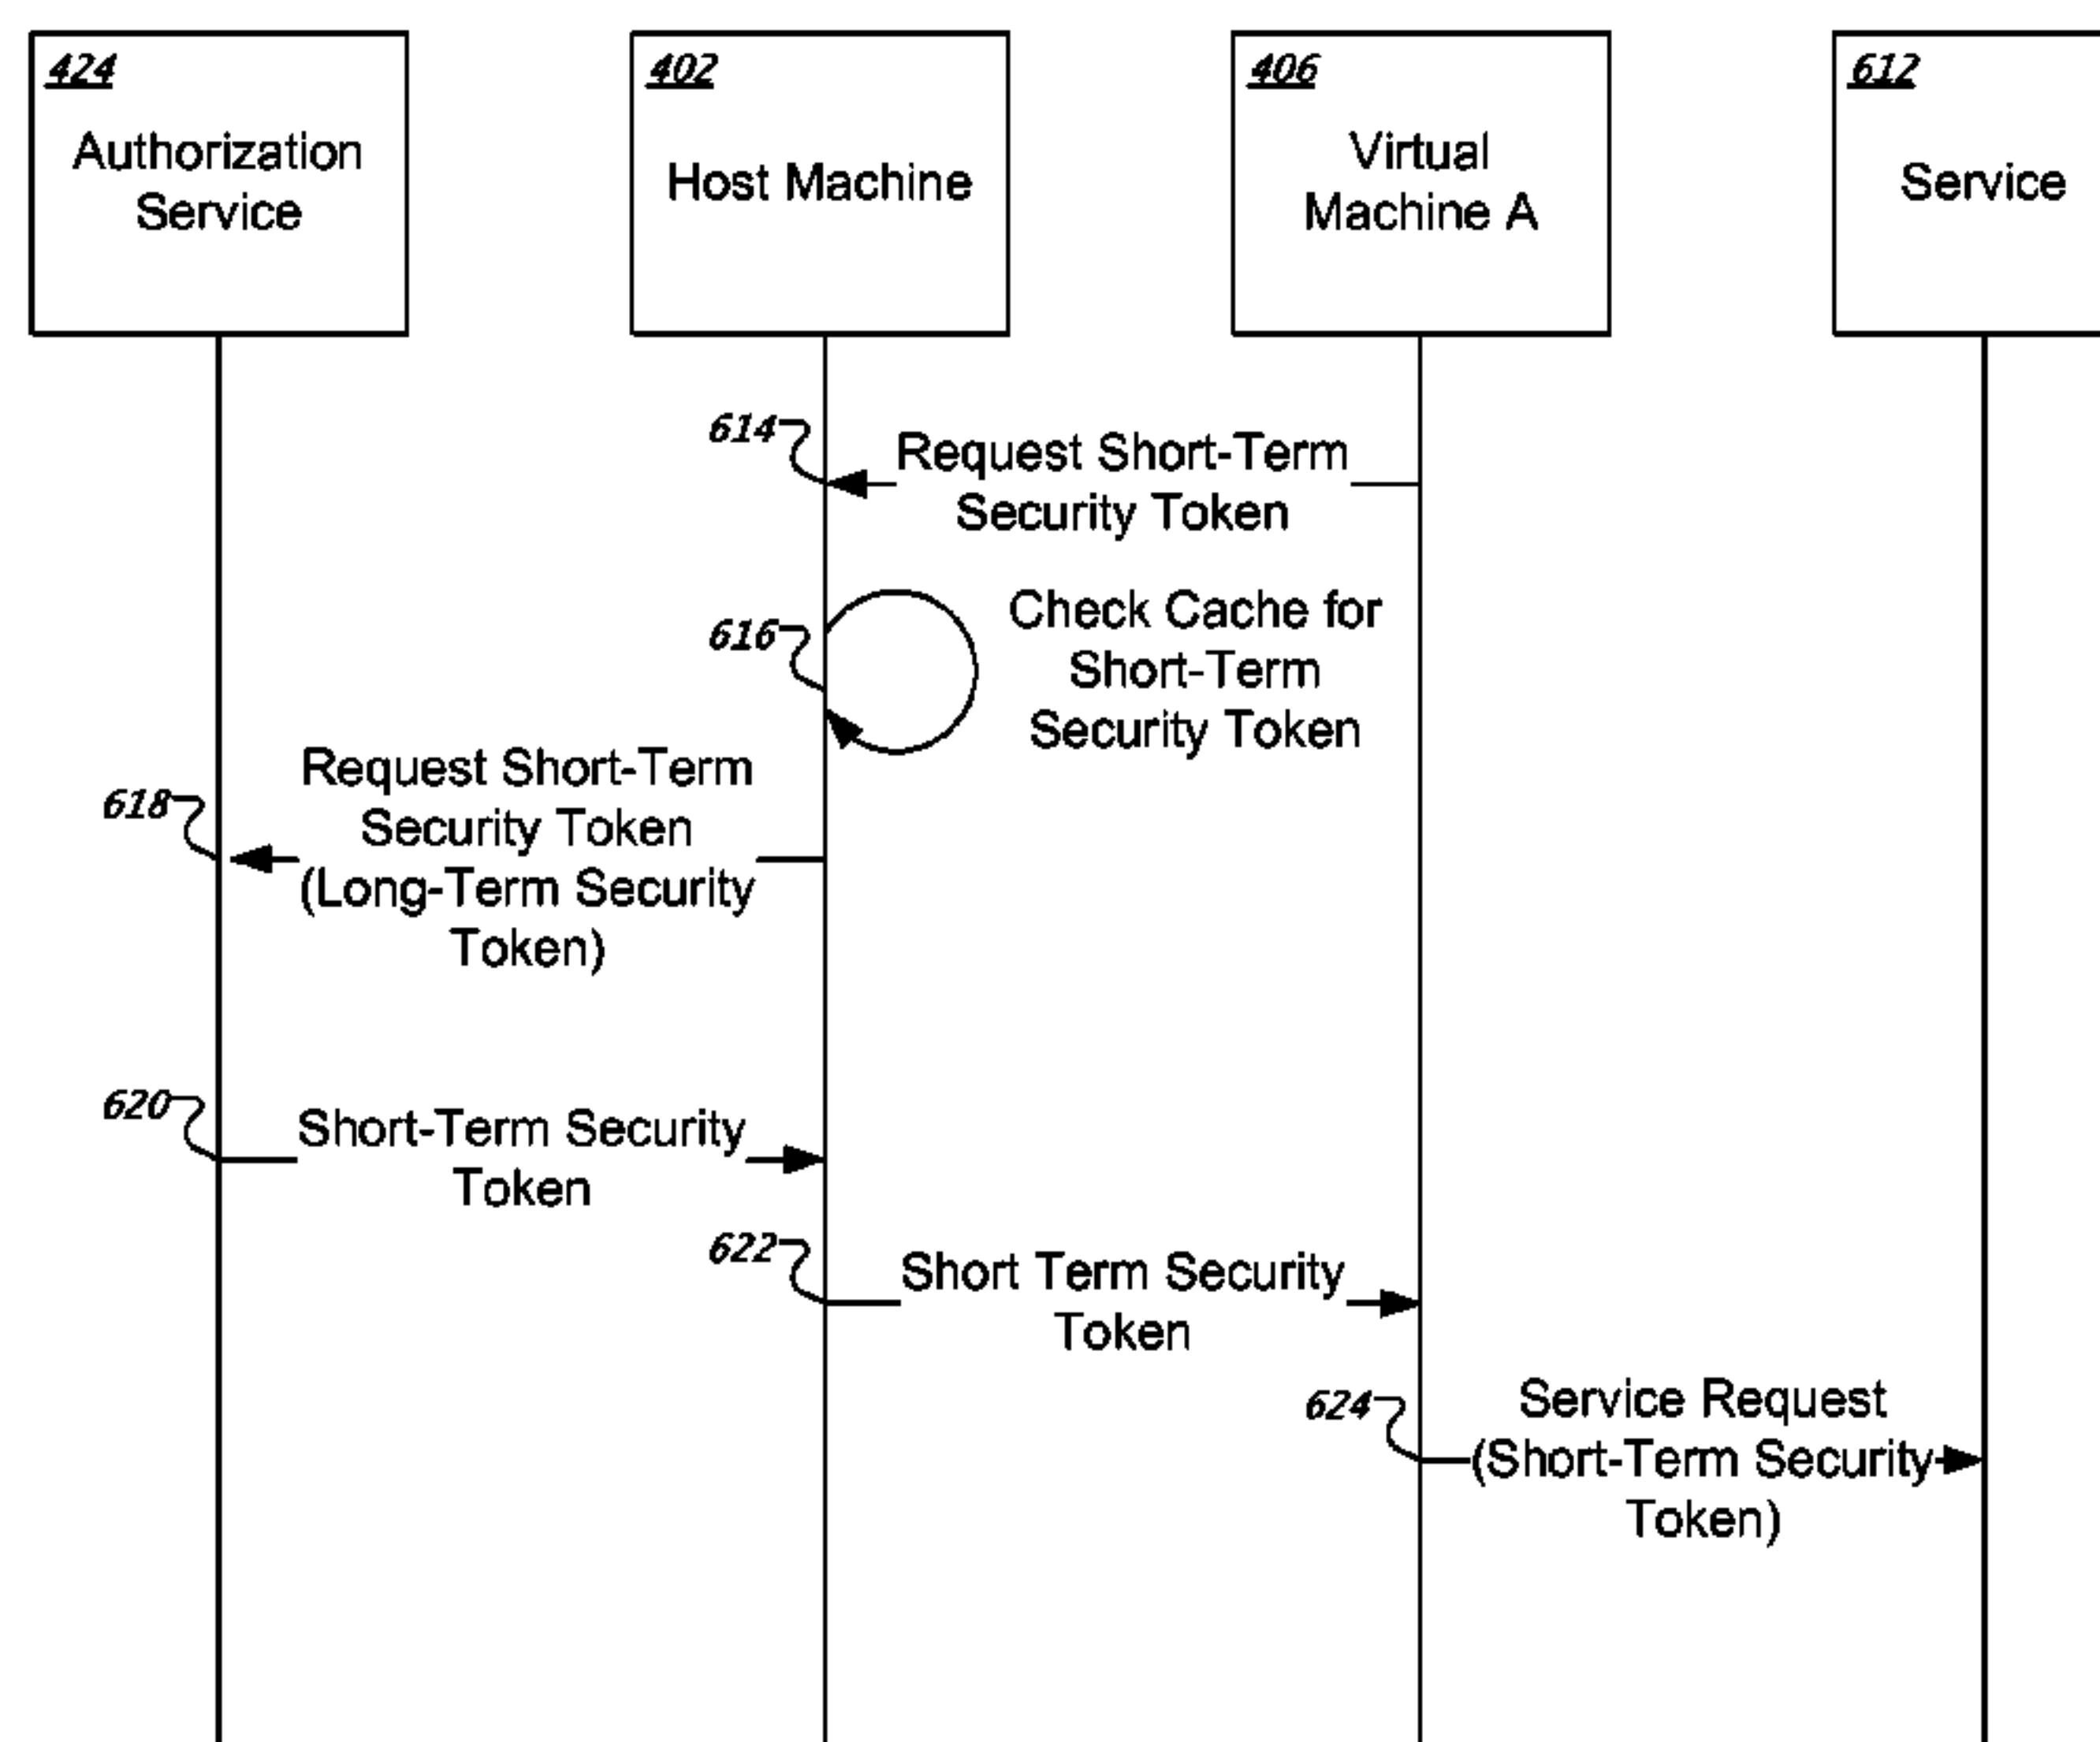 424
Authorization
Service
402
Host Machine
406
Virtual
Machine A
612
Service
614
Request Short-Term
Security Token
616
Check Cache for
Short-Term
Security Token
618
Request Short-Term
Security Token
(Long-Term Security
Token)
620
Short-Term Security
Token
622
Short Term Security
Token
624
Service Request
(Short-Term Security
Token)